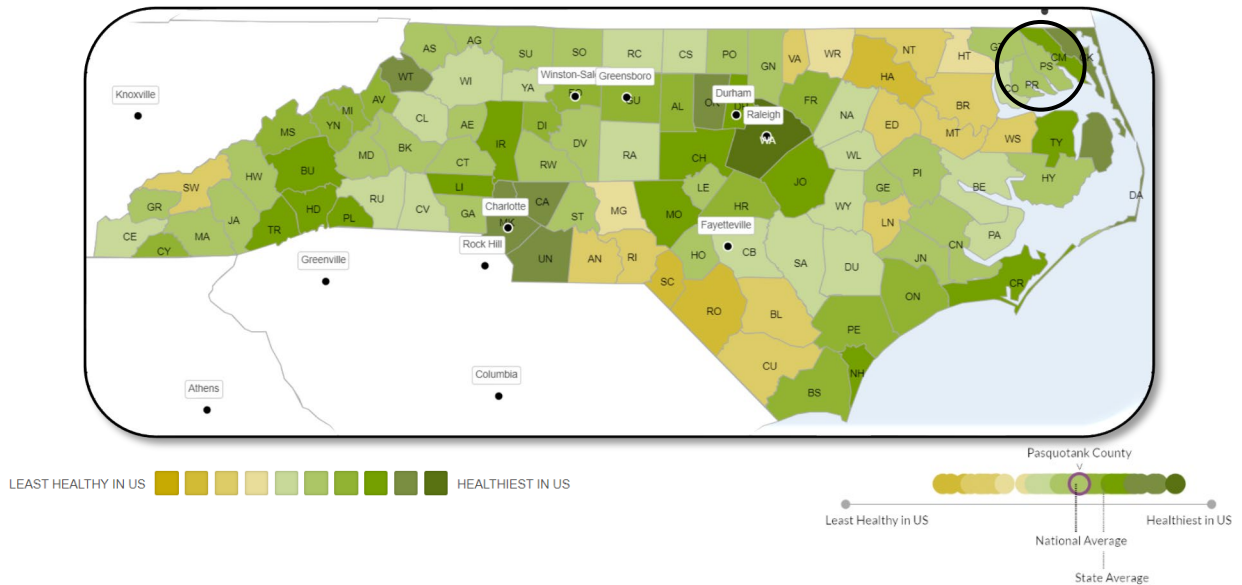 AS
AG
SU
SO
RC
CS
PO
GN
VA
WR
NT
HT
G
CM
PS
PR
CO
HA
BR
WT
WI
YA
Winston-Sale
Greensboro
Durham
Raleigh
Knoxville
AL
FR
NA
ED
MT
WS
TY
MS
YN
MI
AV
CL
AE
IR
DI
DV
RA
CH
WL
BE
HY
DA
BU
MD
BK
CT
RW
SW
HW
LE
JO
GE
PI
GR
JA
HD
RU
CV
LI
GA
CA
ST
MG
MO
HR
WY
LN
PA
CN
CE
CY
MA
TR
PL
Charlotte
MK
Fayetteville
CB
HO
SA
DU
JN
Rock Hill
UN
AN
RI
SC
RO
BL
ON
CR
PE
Greenville
CU
NH
BS
Columbia
Athens
LEAST HEALTHY IN US
HEALTHIEST IN US
Pasquotank County
Least Healthy in US
Healthiest in US
National Average
State Average